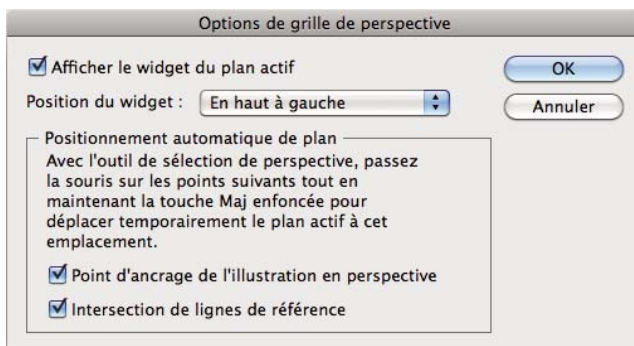 Options de grille de perspective
Afficher le widget du plan actif
OK
Position du widget : En haut à gauche
Annuler
Positionnement automatique de plan
Avec l'outil de sélection de perspective, passez
la souris sur les points suivants tout en
maintenant la touche Maj enfoncée pour
déplacer temporairement le plan actif à cet
emplacement.
Point d'ancrage de l'illustration en perspective
Intersection de lignes de référence